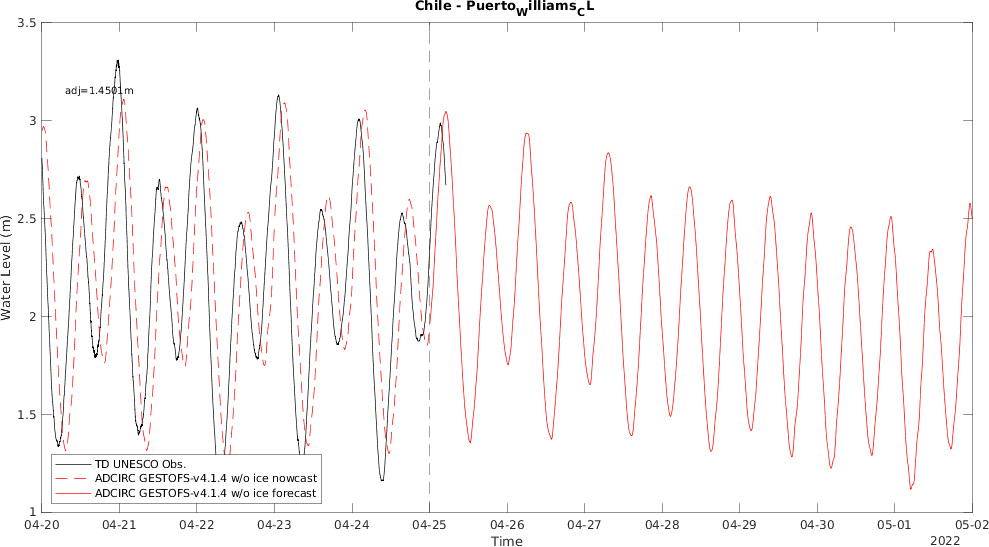 Chile - PuertoWilliamsCL
adj=1.4501m
3.5
3
2.5
2
1.5
1
Water Level (m)
TD UNESCO Obs.
ADCIRC GESTOFS-v4.1.4 w/o ice nowcast
ADCIRC GESTOFS-v4.1.4 w/o ice forecast
04-20 04-21 04-22 04-23 04-24 04-25 04-26 04-27 04-28 04-29 04-30 05-01 05-02
Time
2022